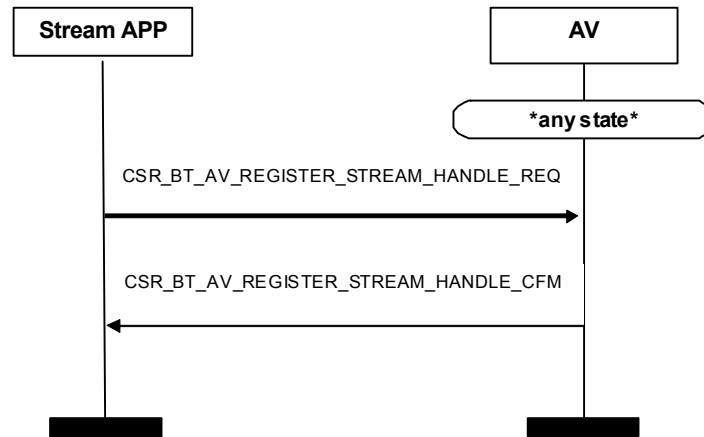 Stream APP
AV
*any state*
CSR_BT_AV_REGISTER_STREAM_HANDLE_REQ
CSR_BT_AV_REGISTER_STREAM_HANDLE_CFM